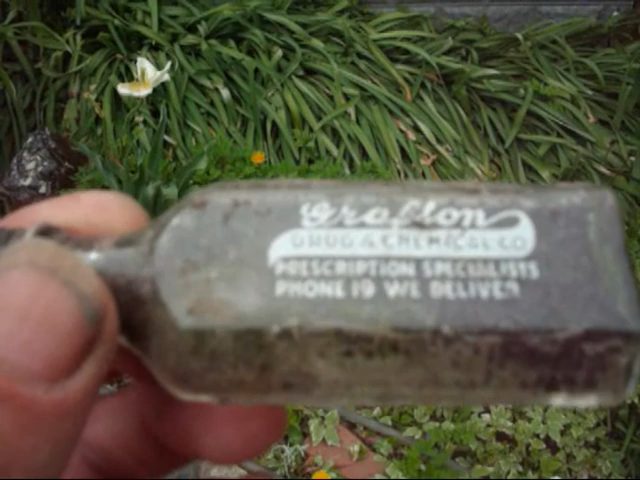 Grafton
DRUG & CHEMICAL CO
PRESCRIPTION SPECIALISTS
PHONE 19 WE DELIVER